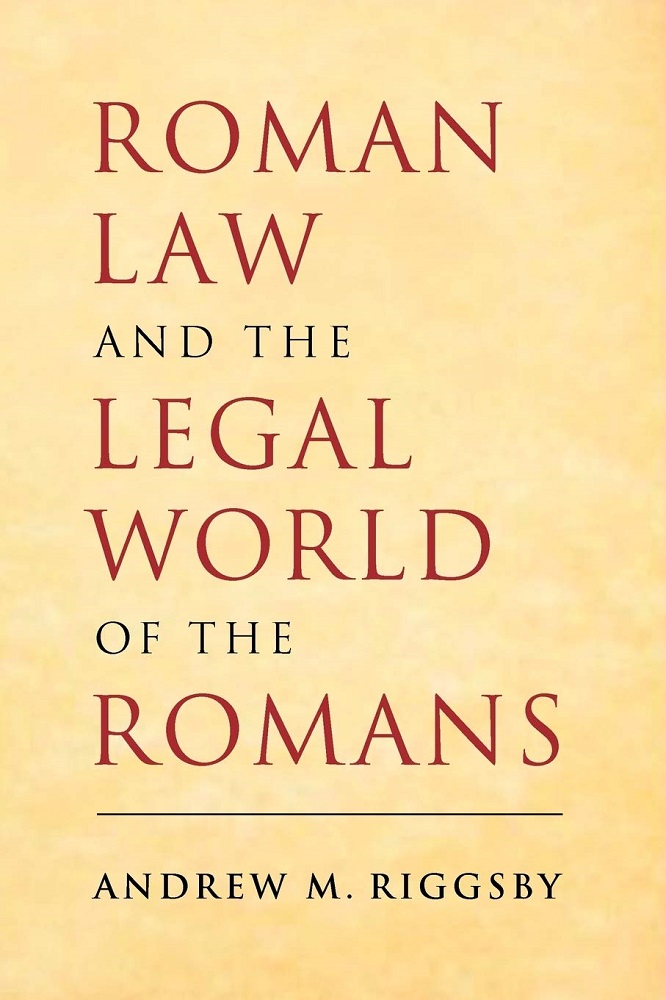 ROMAN
LAW
AND THE
LEGAL
WORLD
OF THE
ROMANS
ANDREW M. RIGGSBY